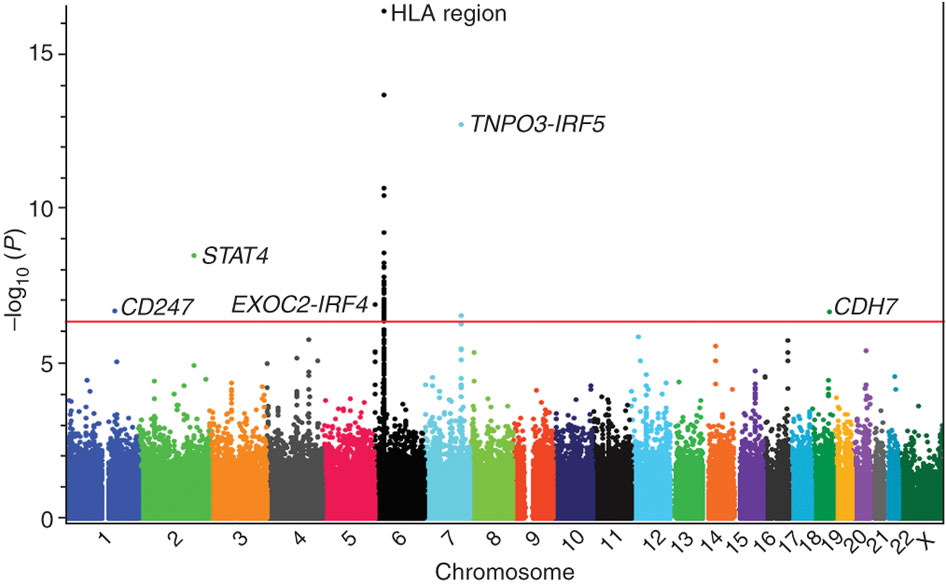 HLA region
15
TNPO3-IRF5
10
STAT4
EXOC2-IRF4
CD247
CDH7
5
0
–log10 (P)
1 2 3 4 5 6 7 8 9 10 11 12 13 14 15 16 17 18 19 20 21 22 X
Chromosome